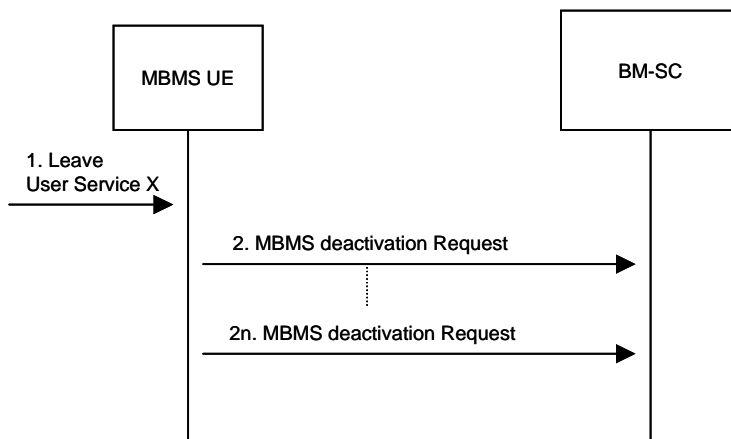 MBMS UE
BM-SC
1. Leave
User Service X
2. MBMS deactivation Request
2n. MBMS deactivation Request